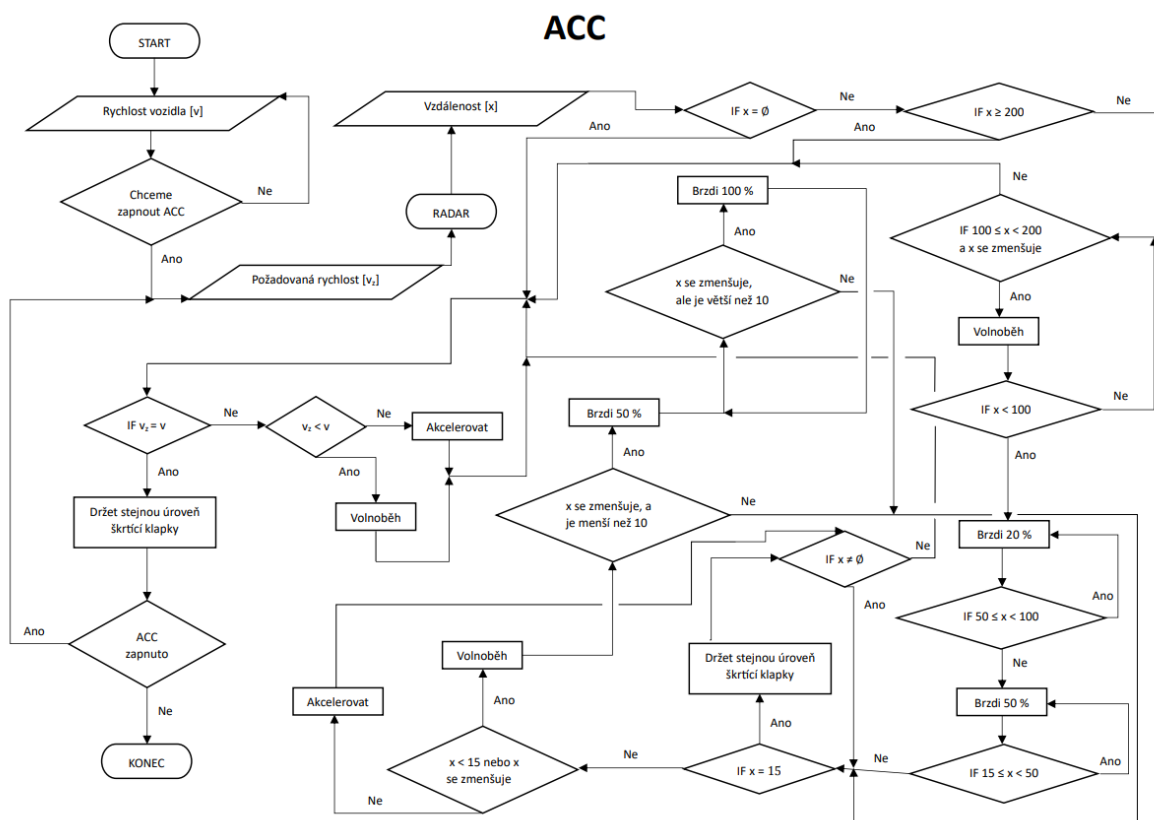 ACC
START
Rychlost vozidla [v]
Chceme
zapnout ACC
Ne
Ano
Požadovaná rychlost [v_z]
RADAR
Vzdálenost [x]
IF x = Ø
Ne
Ano
IF x ≥ 200
Ne
Ano
Ne
IF 100 ≤ x < 200
a x se zmenšuje
Ano
Volnoběh
IF x < 100
Ne
Ano
Brzdi 100 %
Ano
x se zmenšuje,
ale je větší než 10
Ne
Brzdi 50 %
Ano
x se zmenšuje, a
je menší než 10
Ne
IF v_z = v
Ne
Ano
v_z < v
Ne
Ano
Akcelerovat
Volnoběh
Držet stejnou úroveň
škrtící klapky
ACC
zapnuto
Ano
Ne
KONEC
Brzdi 20 %
IF 50 ≤ x < 100
Ano
Ne
Brzdi 50 %
IF 15 ≤ x < 50
Ano
Ne
IF x ≠ Ø
Ne
Ano
Držet stejnou úroveň
škrtící klapky
Ano
IF x = 15
Ne
x < 15 nebo x
se zmenšuje
Ano
Ne
Volnoběh
Akcelerovat